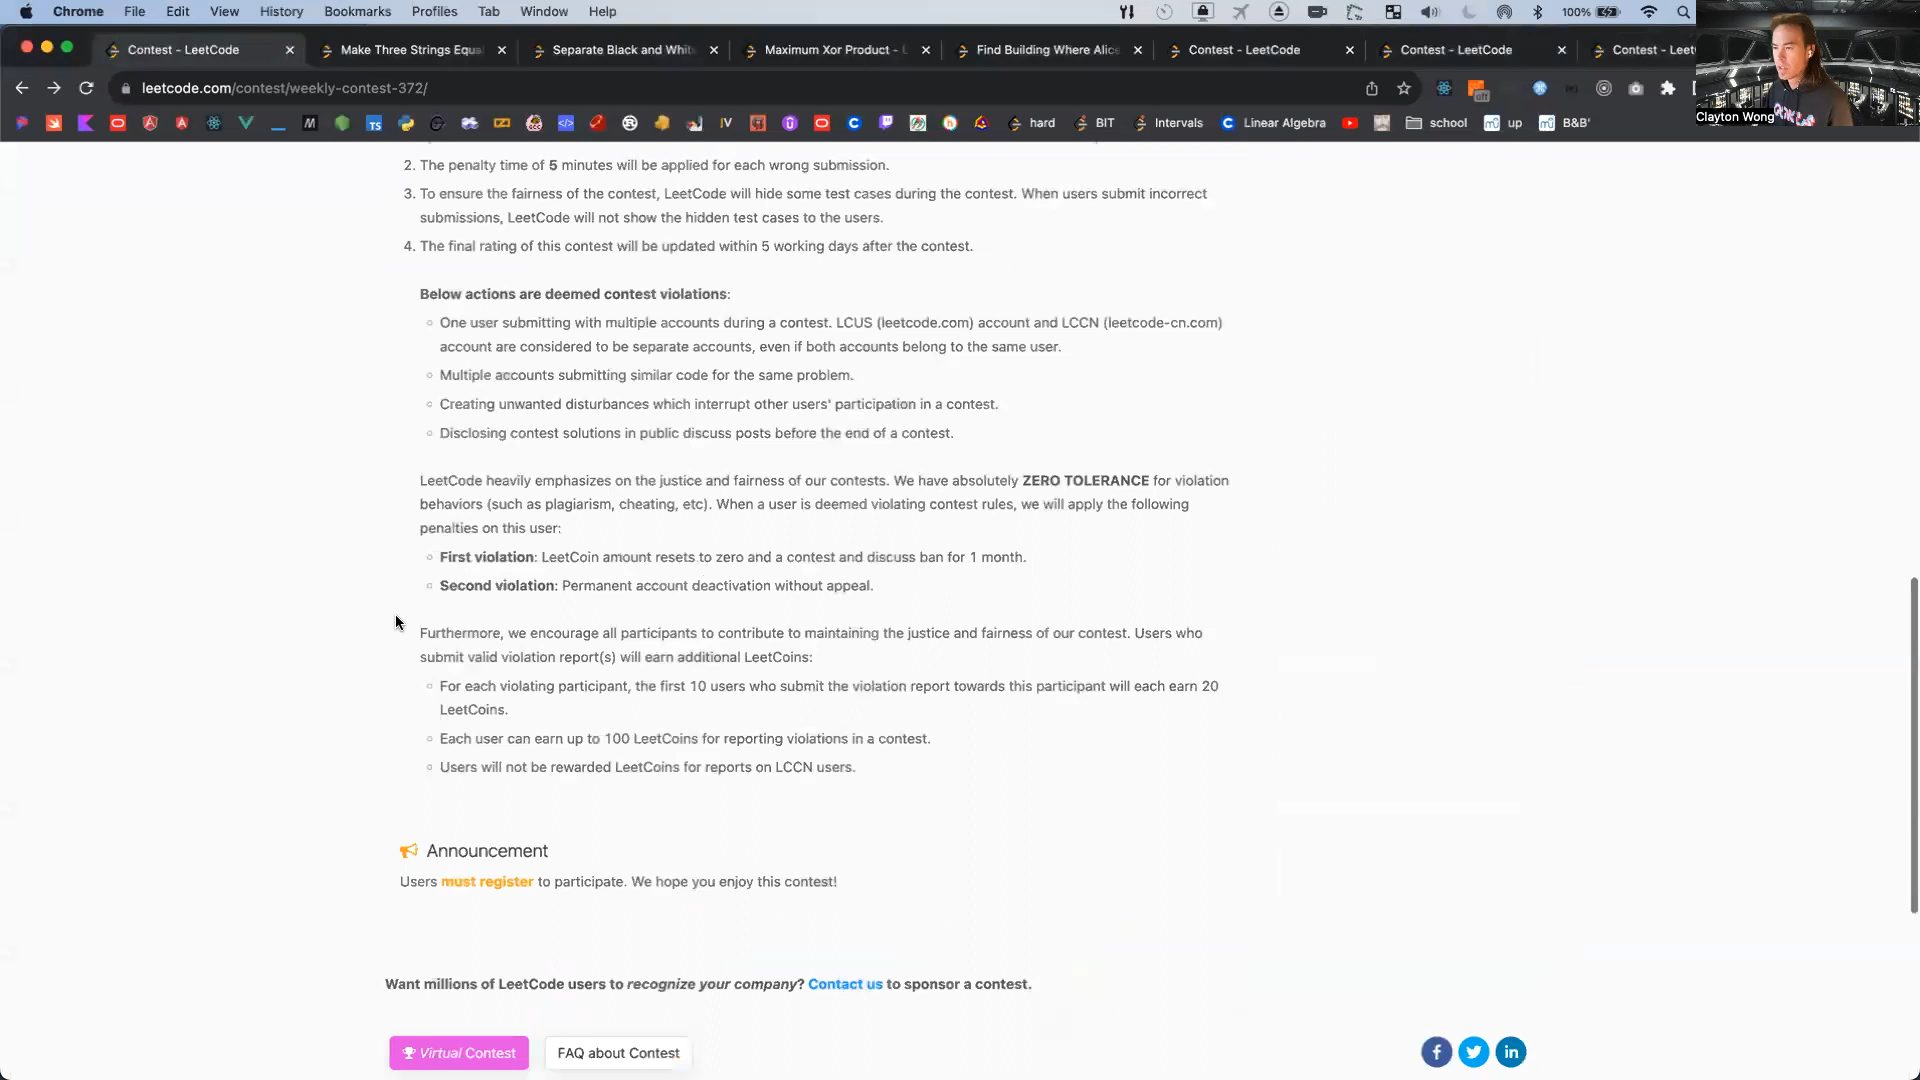 Chrome File Edit View History Bookmarks Profiles Tab Window Help 100%
Contest - LeetCode Make Three Strings Equa Separate Black and Whit Maximum Xor Product - L Find Building Where Alice Contest - LeetCode Contest - LeetCode Contest - Leet
leetcode.com/contest/weekly-contest-372/ off
Clayton Wong
IV hard BIT Intervals Linear Algebra school up B&B'
2. The penalty time of 5 minutes will be applied for each wrong submission.
3. To ensure the fairness of the contest, LeetCode will hide some test cases during the contest. When users submit incorrect
submissions, LeetCode will not show the hidden test cases to the users.
4. The final rating of this contest will be updated within 5 working days after the contest.
Below actions are deemed contest violations:
One user submitting with multiple accounts during a contest. LCUS (leetcode.com) account and LCCN (leetcode-cn.com)
account are considered to be separate accounts, even if both accounts belong to the same user.
Multiple accounts submitting similar code for the same problem.
Creating unwanted disturbances which interrupt other users' participation in a contest.
Disclosing contest solutions in public discuss posts before the end of a contest.
LeetCode heavily emphasizes on the justice and fairness of our contests. We have absolutely ZERO TOLERANCE for violation
behaviors (such as plagiarism, cheating, etc). When a user is deemed violating contest rules, we will apply the following
penalties on this user:
First violation: LeetCoin amount resets to zero and a contest and discuss ban for 1 month.
Second violation: Permanent account deactivation without appeal.
Furthermore, we encourage all participants to contribute to maintaining the justice and fairness of our contest. Users who
submit valid violation report(s) will earn additional LeetCoins:
For each violating participant, the first 10 users who submit the violation report towards this participant will each earn 20
LeetCoins.
Each user can earn up to 100 LeetCoins for reporting violations in a contest.
Users will not be rewarded LeetCoins for reports on LCCN users.
Announcement
Users must register to participate. We hope you enjoy this contest!
Want millions of LeetCode users to recognize your company? Contact us to sponsor a contest.
Virtual Contest FAQ about Contest